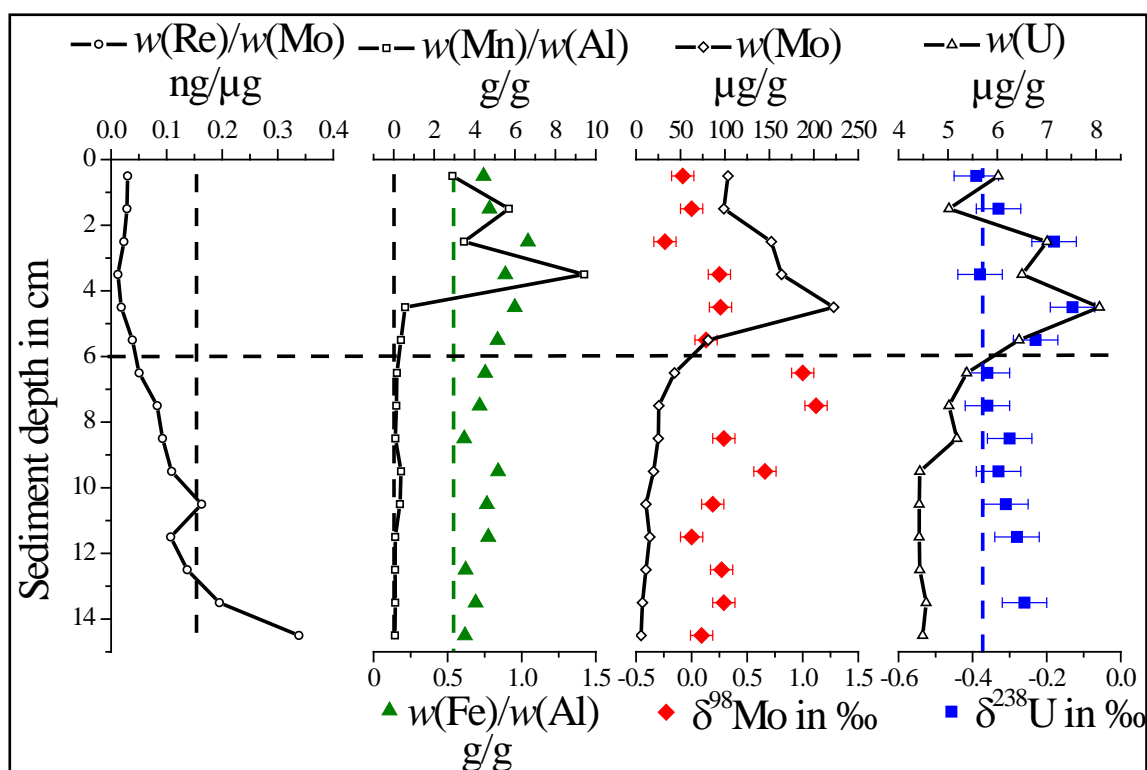 w(Re)/w(Mo) w(Mn)/w(Al) w(Mo) w(U)
ng/µg g/g µg/g µg/g
0.0 0.1 0.2 0.3 0.4 0 2 4 6 8 10 0 50 100 150 200 250 4 5 6 7 8
0
2
4
6
8
10
12
14
Sediment depth in cm
0 0.5 1.0 1.5 -0.5 0.0 0.5 1.0 1.5 -0.6 -0.4 -0.2 0.0
w(Fe)/w(Al) δ⁹⁸Mo in ‰ δ²³⁸U in ‰
g/g